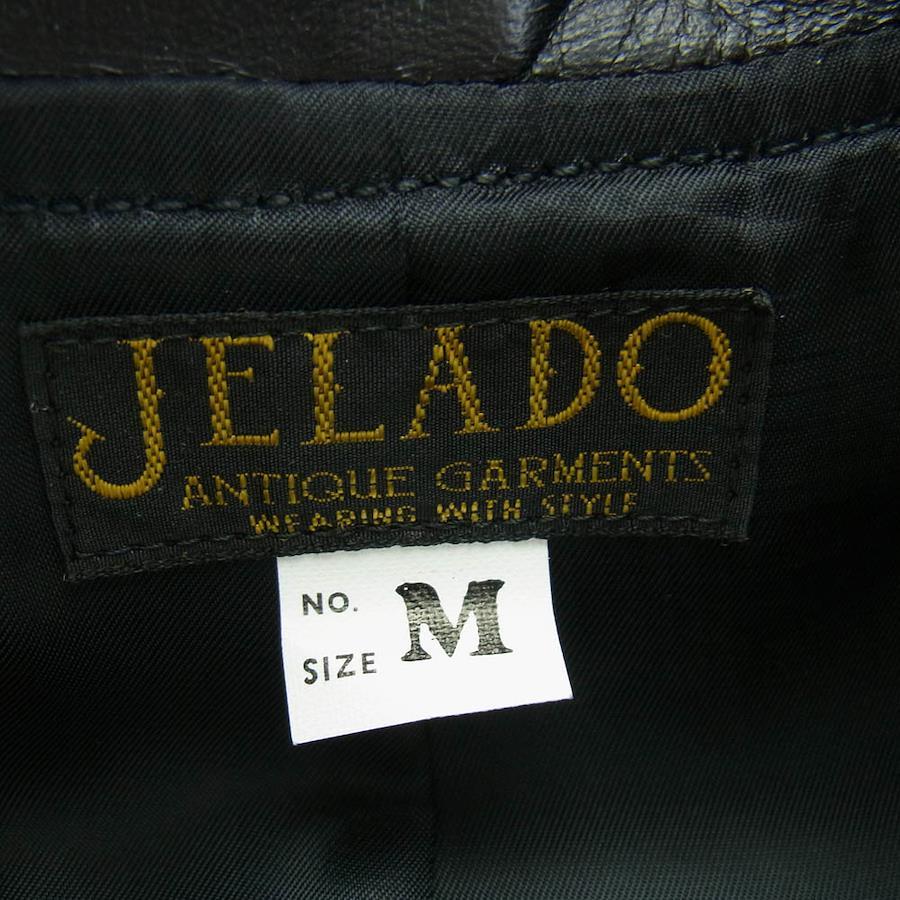 JELADO
ANTIQUE GARMENTS
WEARING WITH STYLE
NO.
SIZE M